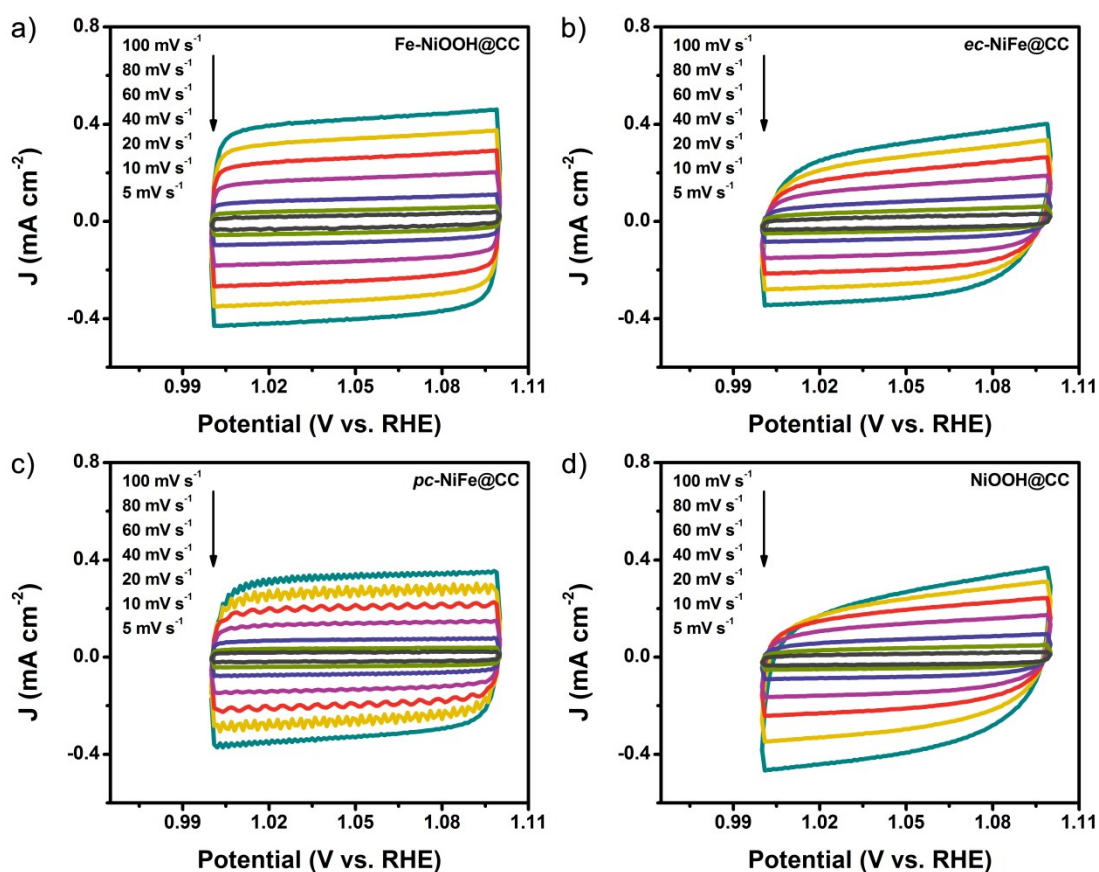 a)
Fe-NiOOH@CC
100 mV s⁻¹
80 mV s⁻¹
60 mV s⁻¹
40 mV s⁻¹
20 mV s⁻¹
10 mV s⁻¹
5 mV s⁻¹
0.8
0.4
0.0
-0.4
J (mA cm⁻²)
0.99
1.02
1.05
1.08
1.11
Potential (V vs. RHE)
b)
ec-NiFe@CC
100 mV s⁻¹
80 mV s⁻¹
60 mV s⁻¹
40 mV s⁻¹
20 mV s⁻¹
10 mV s⁻¹
5 mV s⁻¹
0.8
0.4
0.0
-0.4
J (mA cm⁻²)
0.99
1.02
1.05
1.08
1.11
Potential (V vs. RHE)
c)
pc-NiFe@CC
100 mV s⁻¹
80 mV s⁻¹
60 mV s⁻¹
40 mV s⁻¹
20 mV s⁻¹
10 mV s⁻¹
5 mV s⁻¹
0.8
0.4
0.0
-0.4
J (mA cm⁻²)
0.99
1.02
1.05
1.08
1.11
Potential (V vs. RHE)
d)
NiOOH@CC
100 mV s⁻¹
80 mV s⁻¹
60 mV s⁻¹
40 mV s⁻¹
20 mV s⁻¹
10 mV s⁻¹
5 mV s⁻¹
0.8
0.4
0.0
-0.4
J (mA cm⁻²)
0.99
1.02
1.05
1.08
1.11
Potential (V vs. RHE)